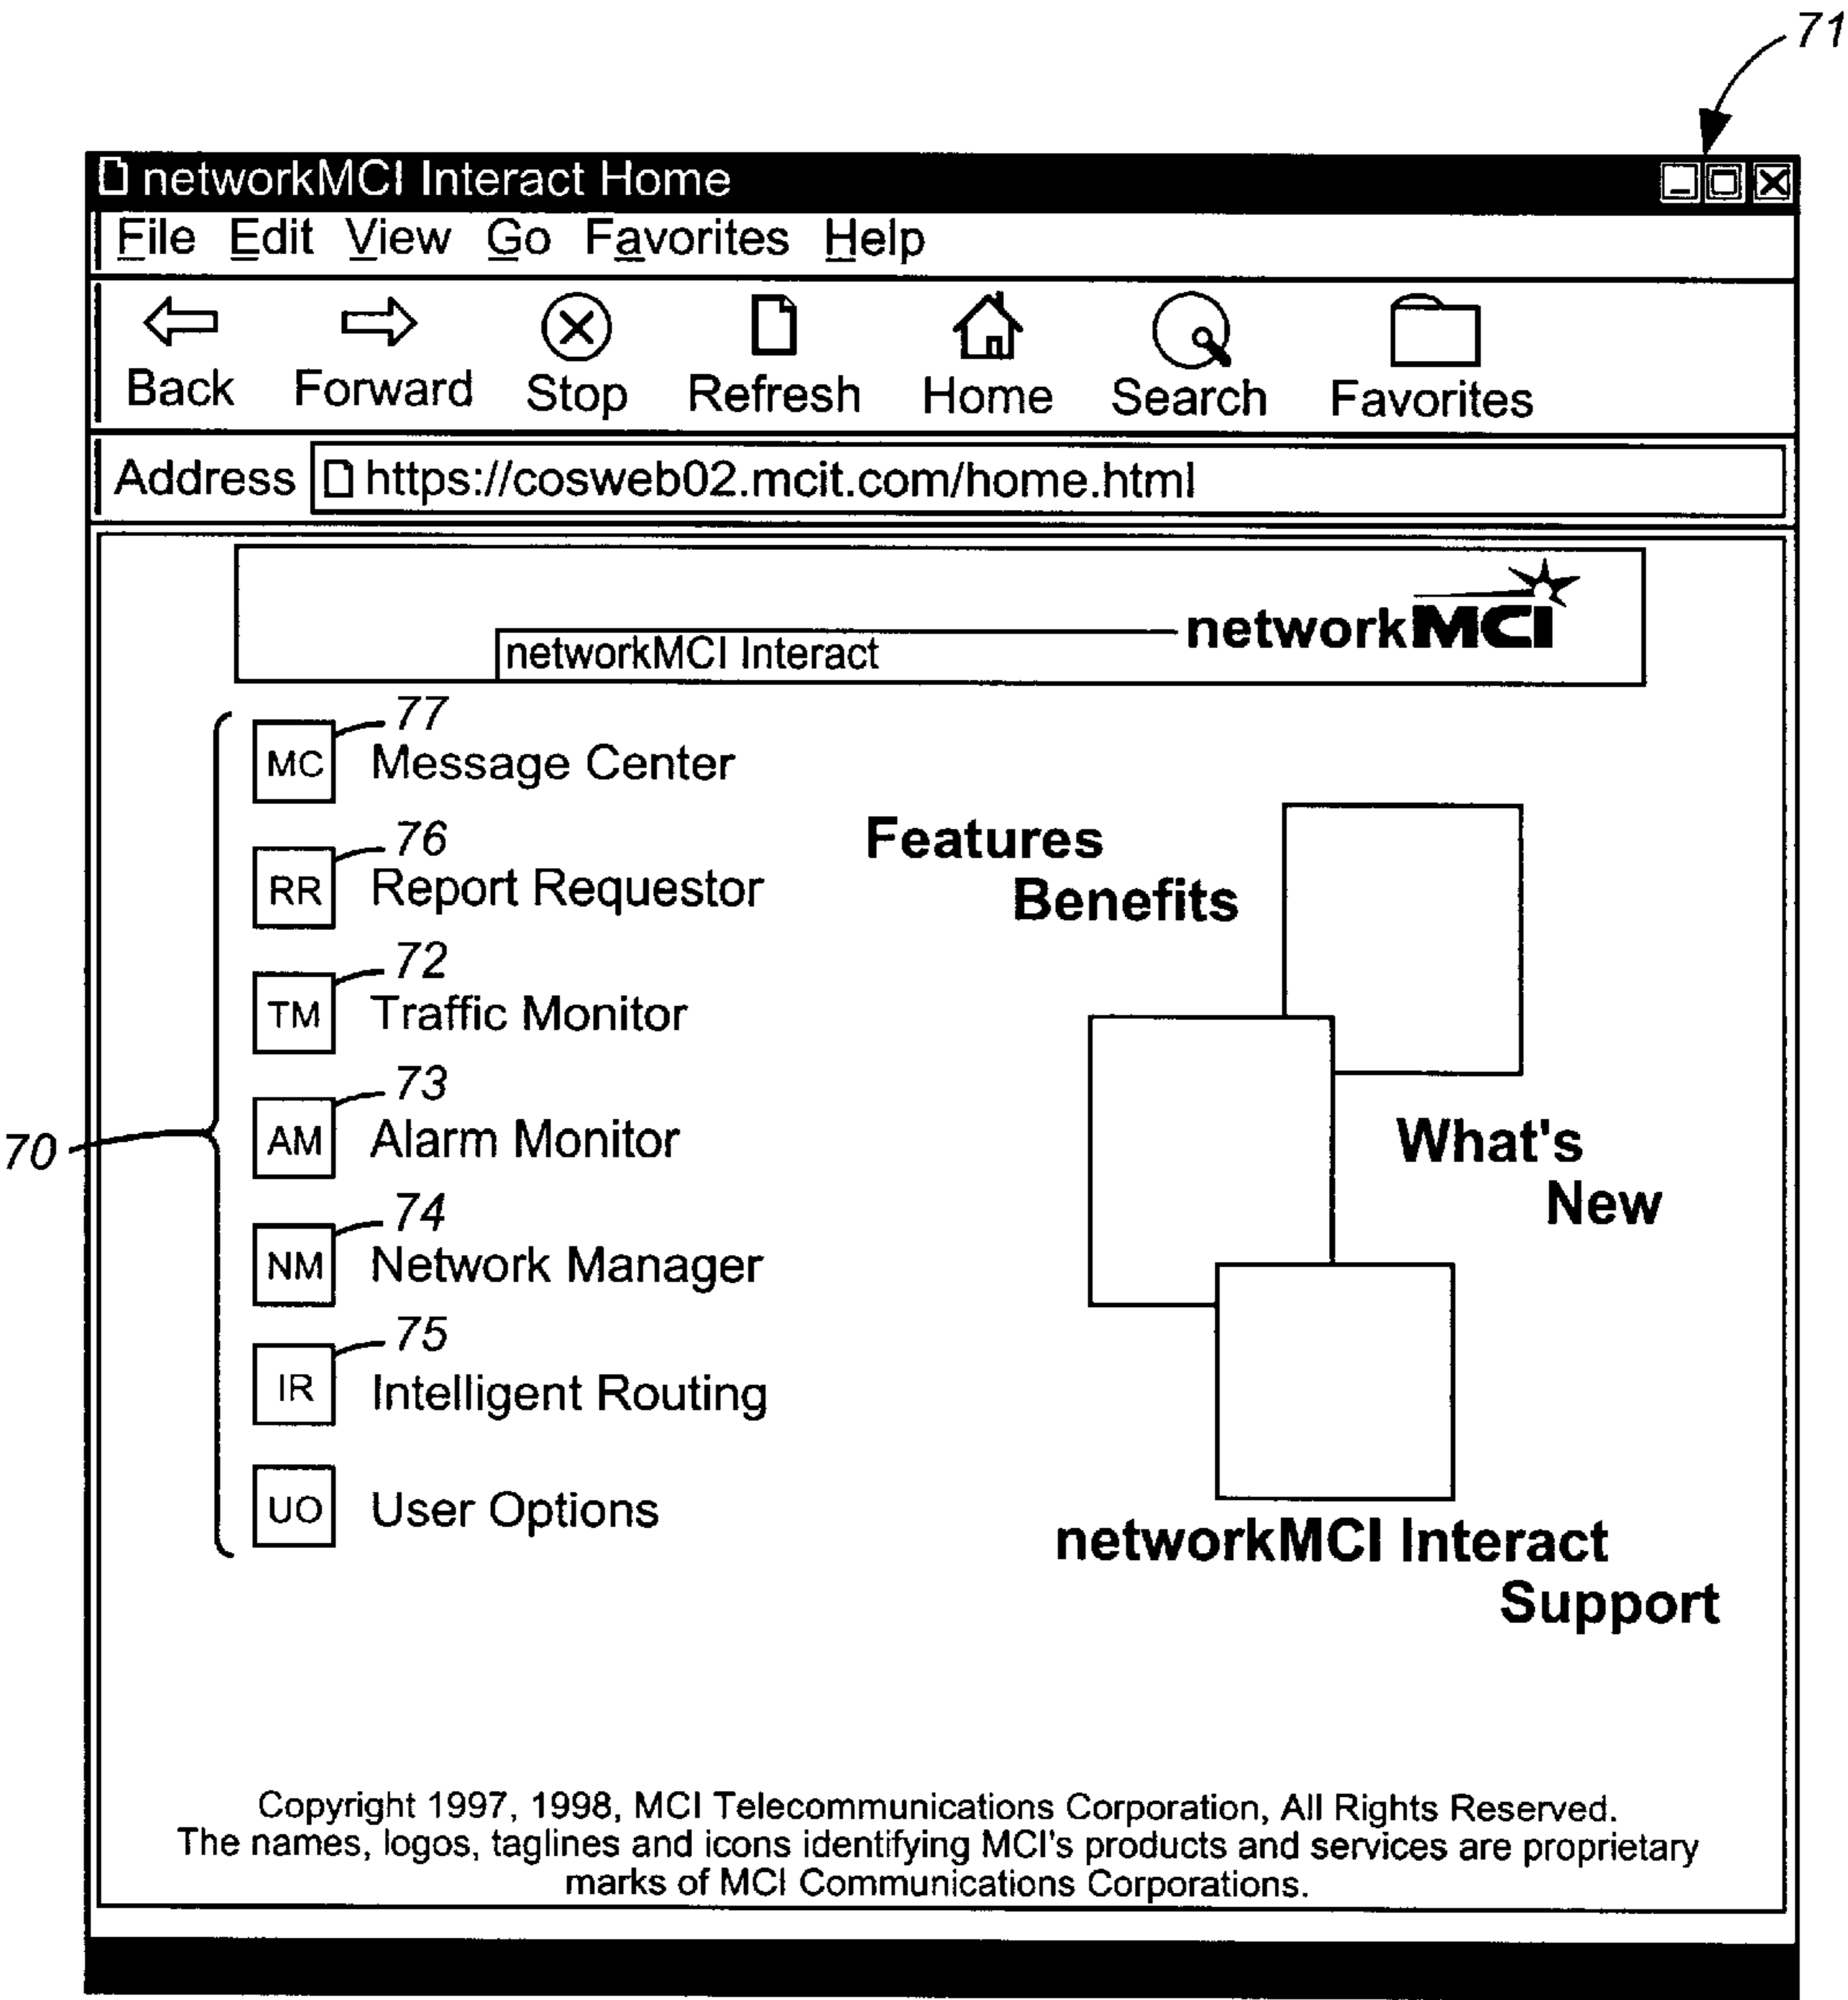 71
networkMCI Interact Home
File Edit View Go Favorites Help
Back Forward Stop Refresh Home Search Favorites
Address https://cosweb02.mcit.com/home.html
networkMCI
networkMCI Interact
77
MC Message Center
76
RR Report Requestor
72
TM Traffic Monitor
73
AM Alarm Monitor
70
74
NM Network Manager
75
IR Intelligent Routing
UO User Options
Features
Benefits
What's
New
networkMCI Interact
Support
Copyright 1997, 1998, MCI Telecommunications Corporation, All Rights Reserved.
The names, logos, taglines and icons identifying MCI's products and services are proprietary
marks of MCI Communications Corporations.